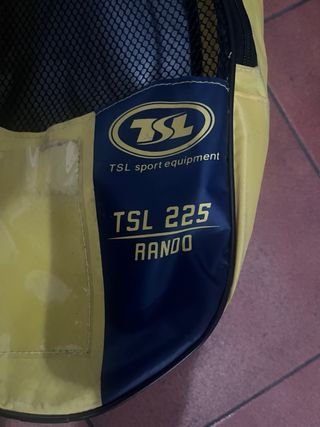 TSL
TSL sport equipment
TSL 225
RANDO